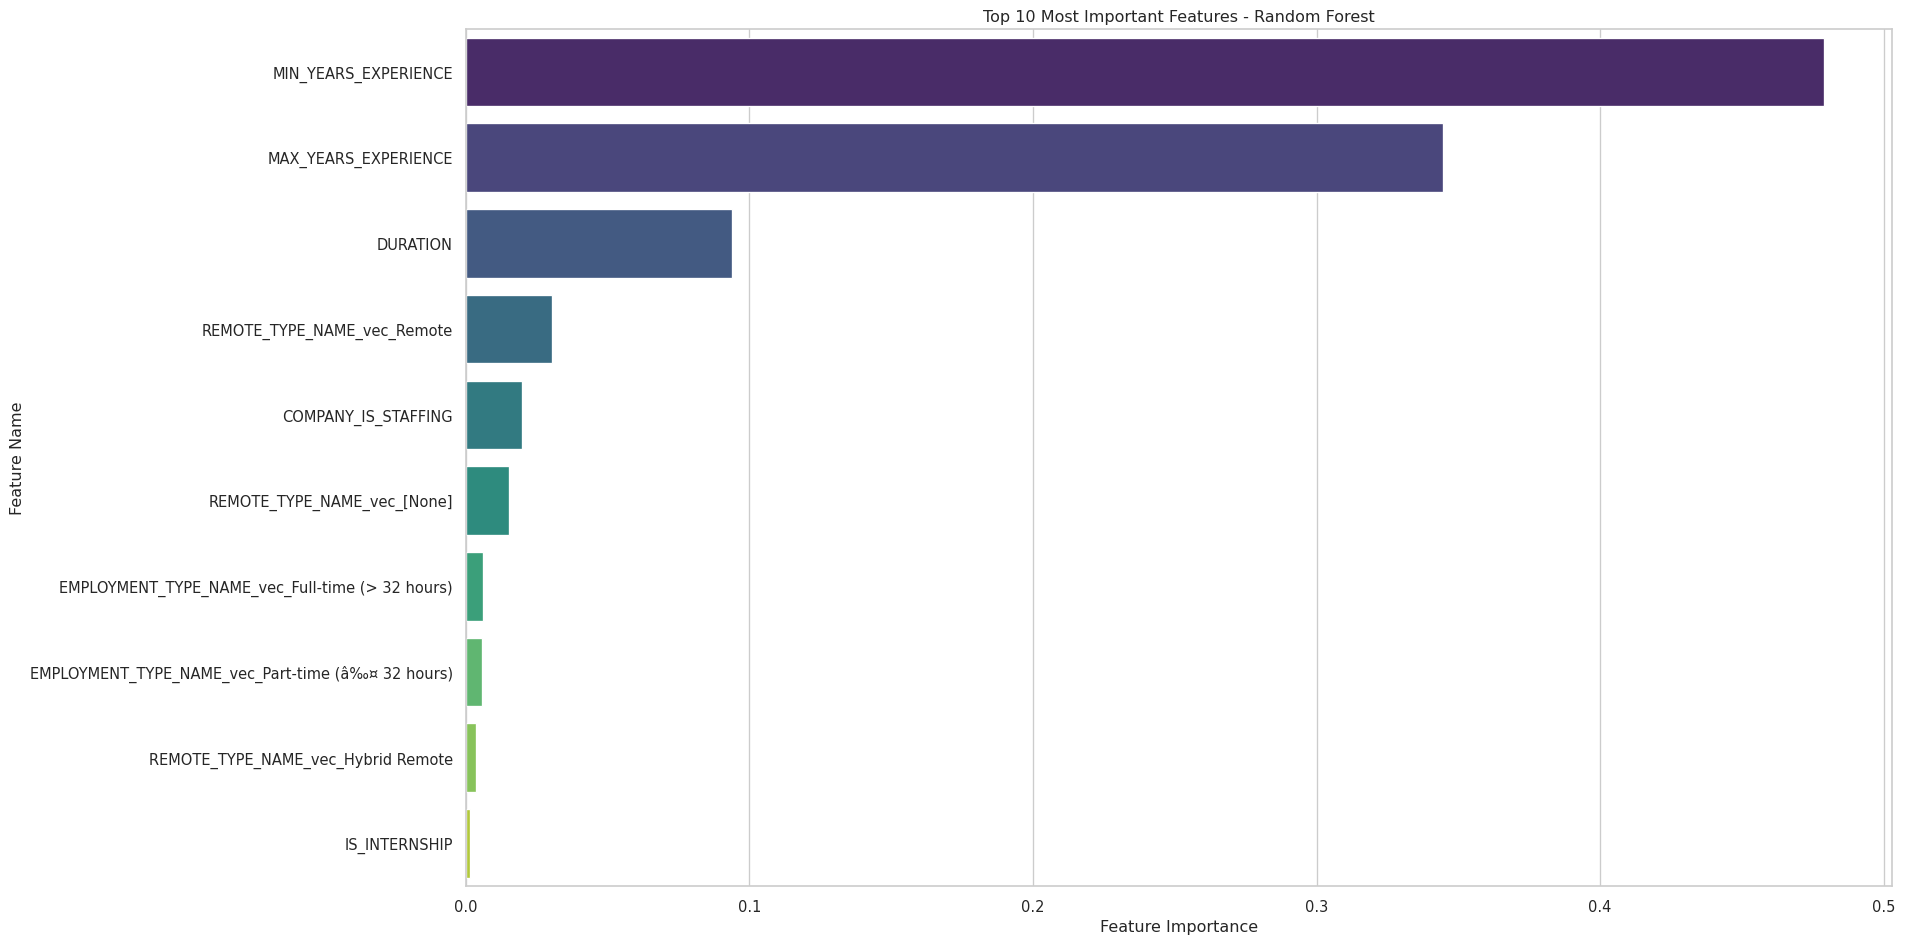 Top 10 Most Important Features - Random Forest
MIN_YEARS_EXPERIENCE
MAX_YEARS_EXPERIENCE
DURATION
REMOTE_TYPE_NAME_vec_Remote
COMPANY_IS_STAFFING
REMOTE_TYPE_NAME_vec_[None]
EMPLOYMENT_TYPE_NAME_vec_Full-time (> 32 hours)
EMPLOYMENT_TYPE_NAME_vec_Part-time (â‰¤ 32 hours)
REMOTE_TYPE_NAME_vec_Hybrid Remote
IS_INTERNSHIP
Feature Name
0.0 0.1 0.2 0.3 0.4 0.5
Feature Importance